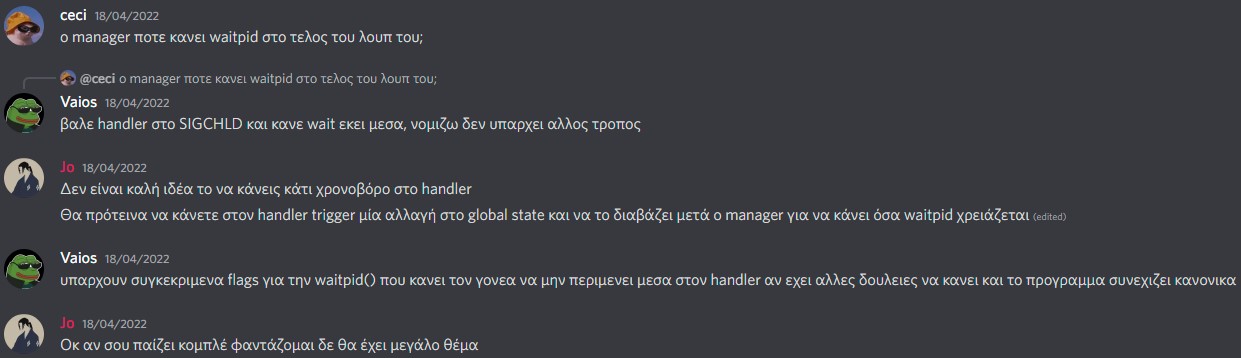 ceci 18/04/2022
ο manager ποτε κανει waitpid στο τελος του λουπ του;
@ceci ο manager ποτε κανει waitpid στο τελος του λουπ του;
Vaios 18/04/2022
βαλε handler στο SIGCHLD και κανε wait εκει μεσα, νομιζω δεν υπαρχει αλλος τροπος
Jo 18/04/2022
Δεν είναι καλή ιδέα το να κάνεις κάτι χρονοβόρο στο handler
Θα πρότεινα να κάνετε στον handler trigger μία αλλαγή στο global state και να το διαβάζει μετά ο manager για να κάνει όσα waitpid χρειάζεται (edited)
Vaios 18/04/2022
υπαρχουν συγκεκριμενα flags για την waitpid() που κανει τον γονεα να μην περιμενει μεσα στον handler αν εχει αλλες δουλειες να κανει και το προγραμμα συνεχιζει κανονικα
Jo 18/04/2022
Οκ αν σου παίζει κομπλέ φαντάζομαι δε θα έχει μεγάλο θέμα